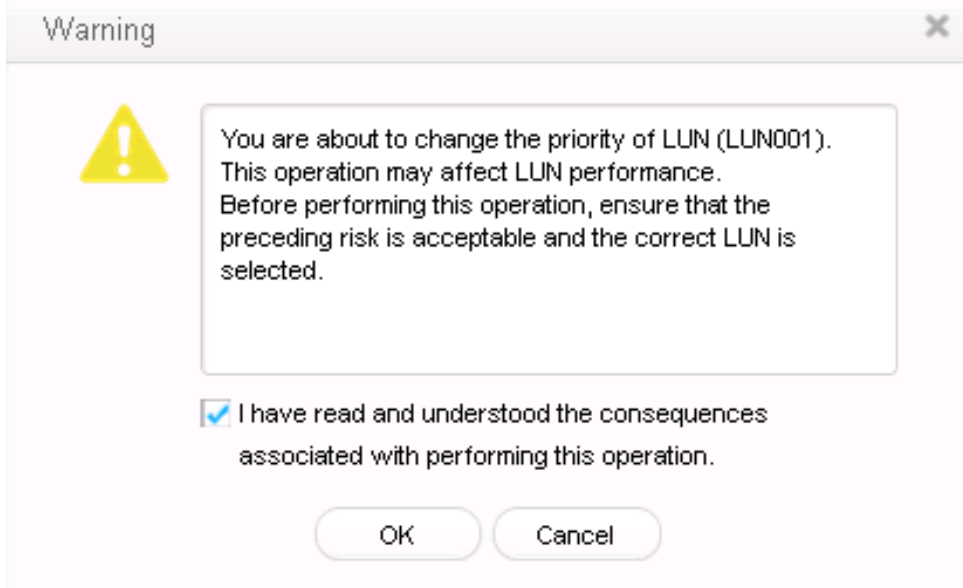 Warning
You are about to change the priority of LUN (LUN001).
This operation may affect LUN performance.
Before performing this operation, ensure that the
preceding risk is acceptable and the correct LUN is
selected.
I have read and understood the consequences
associated with performing this operation.
OK
Cancel